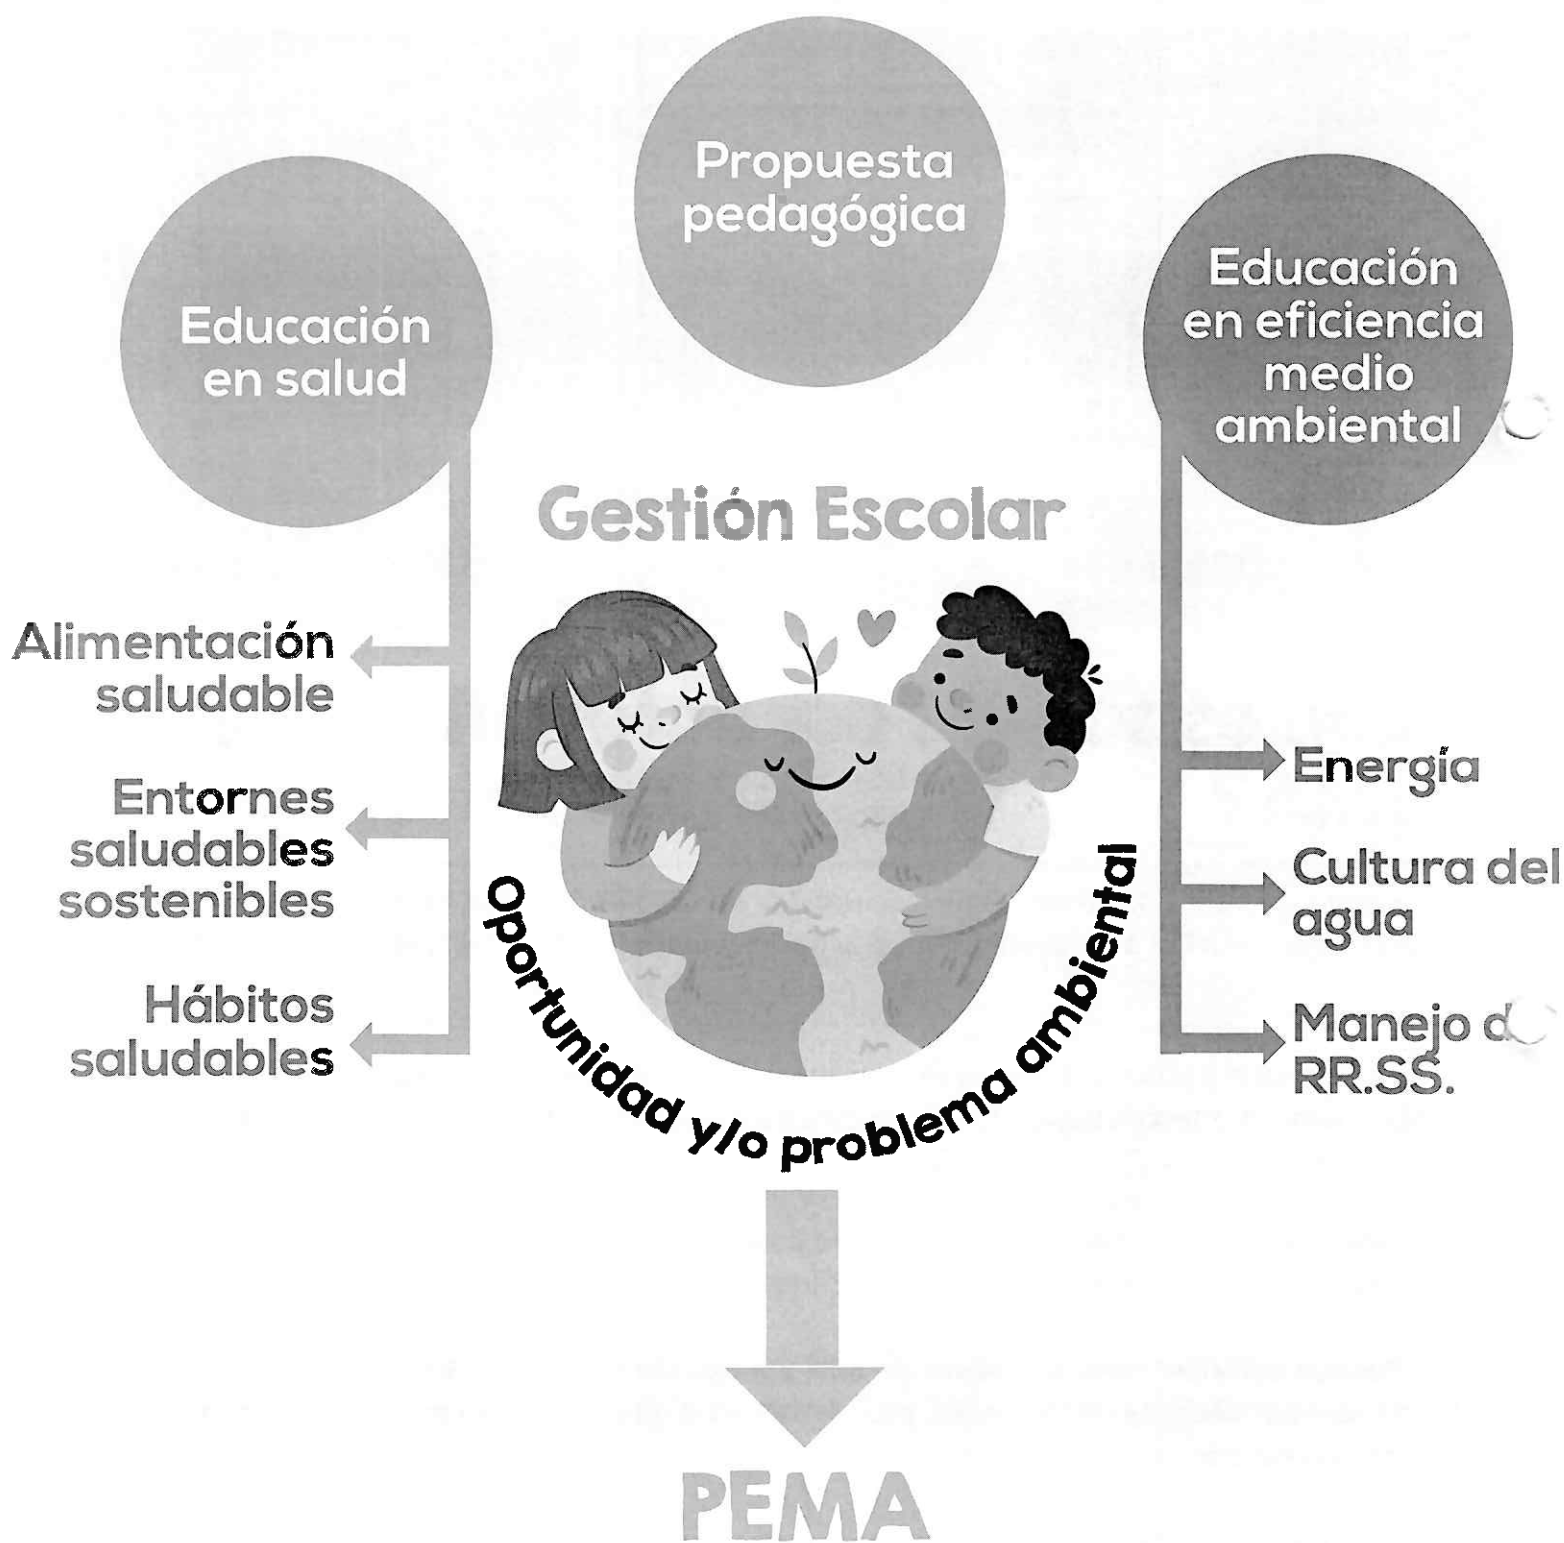 Propuesta
pedagógica
Educación
en salud
Educación
en eficiencia
medio
ambiental
Gestión Escolar
Alimentación
saludable
Entornes
saludables
sostenibles
Hábitos
saludables
Energía
Cultura del
agua
Manejo
RR.SS.
Oportunidad y/o problema ambiental
PEMA